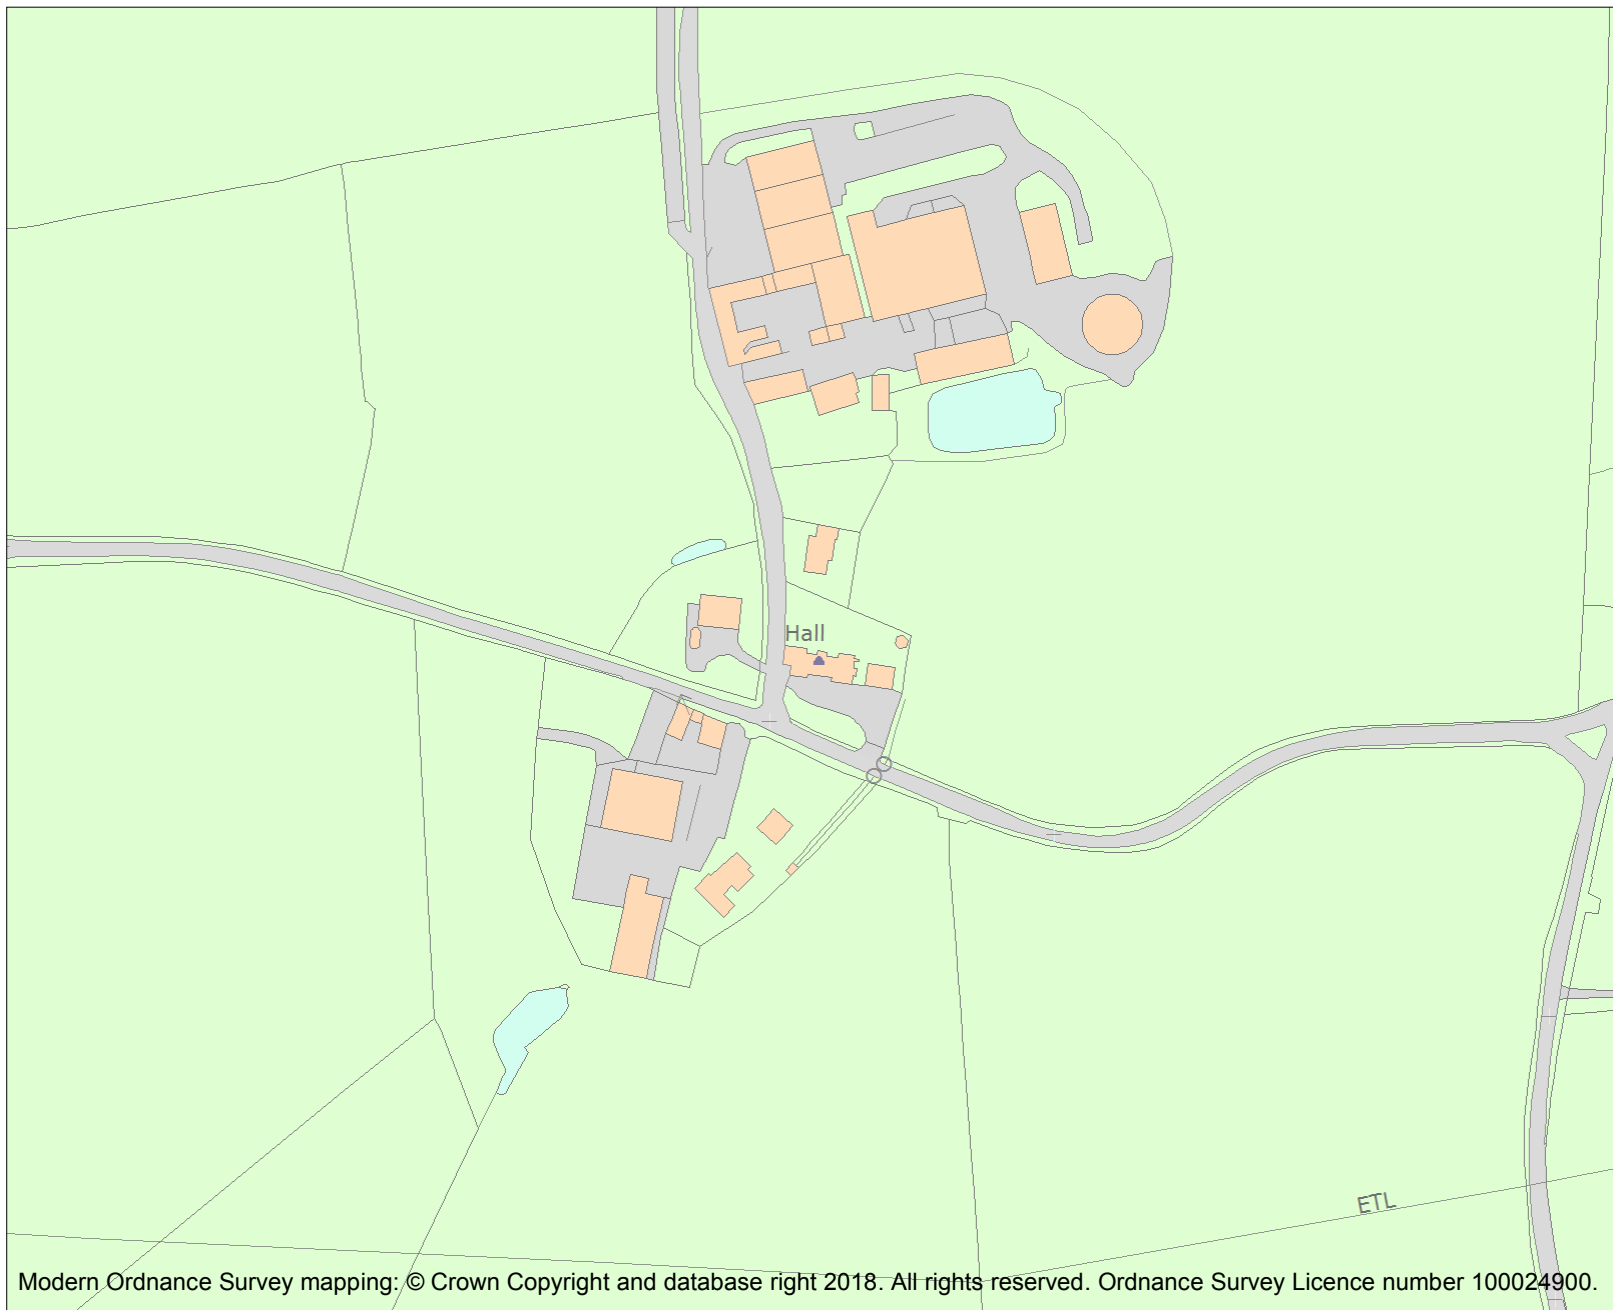 Hall
ETL
Modern Ordnance Survey mapping: © Crown Copyright and database right 2018. All rights reserved. Ordnance Survey Licence number 100024900.